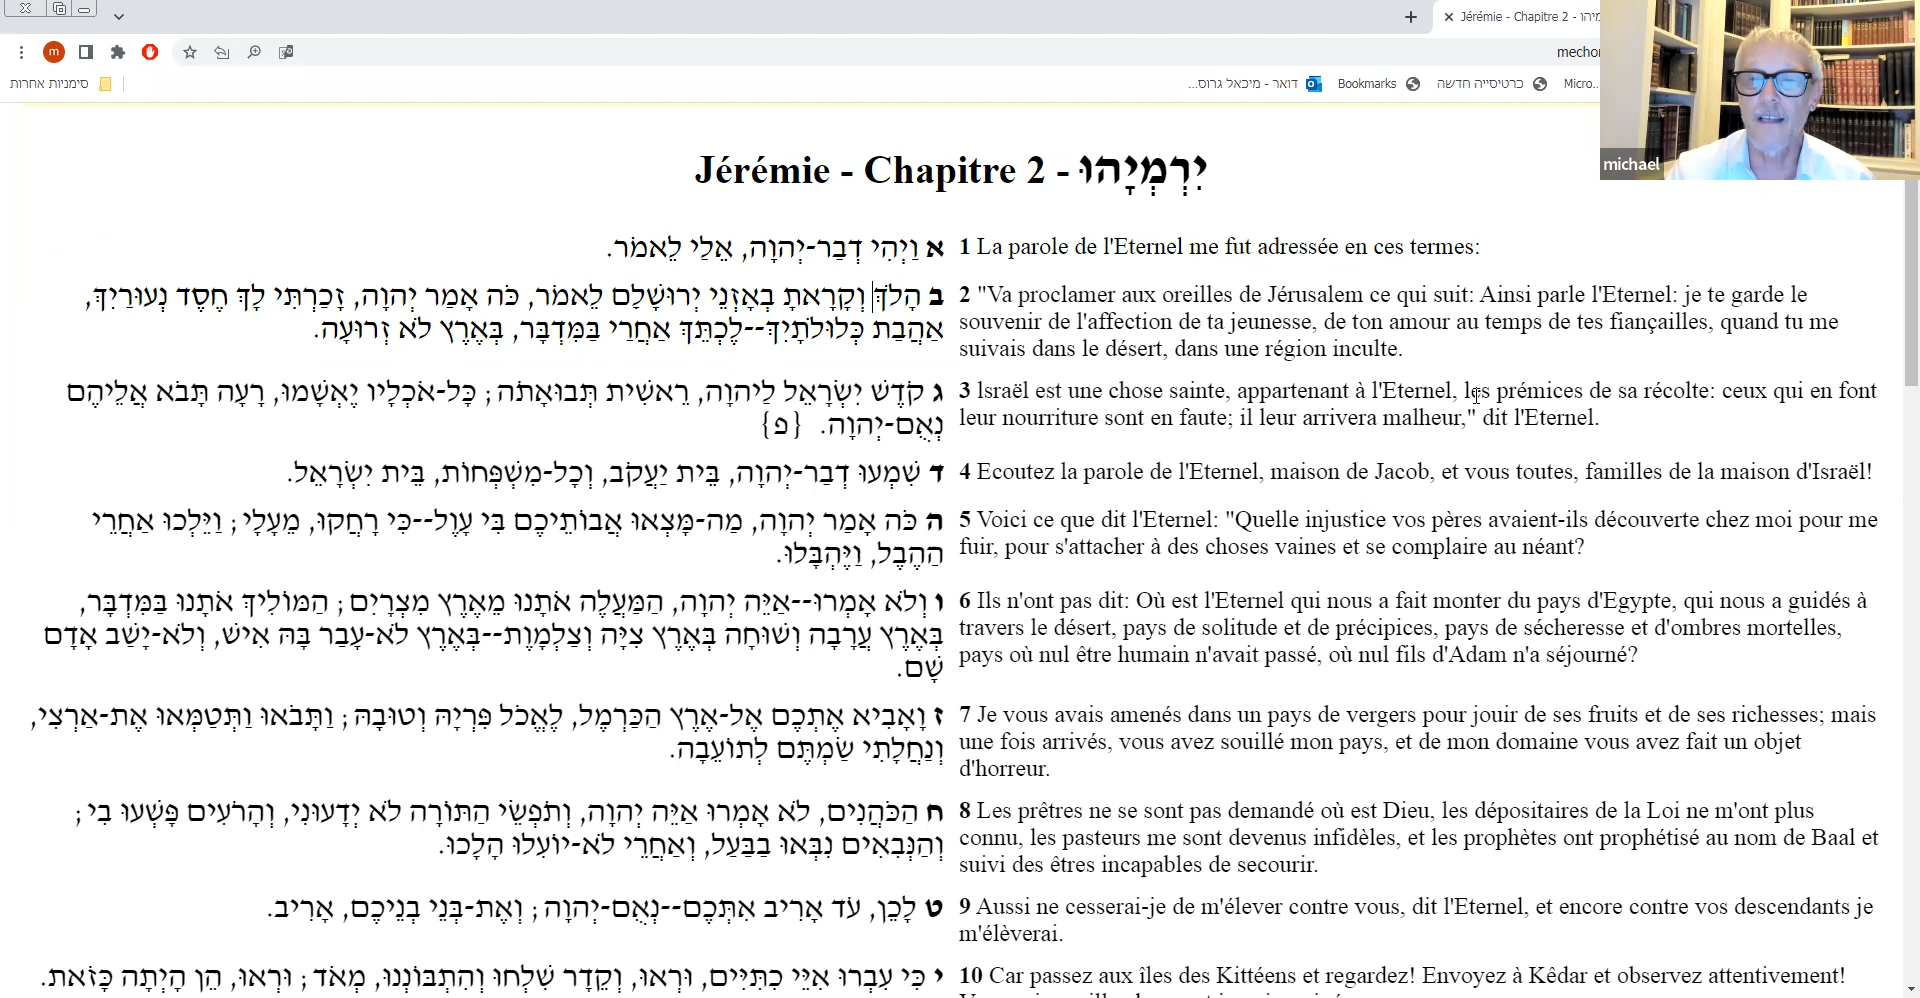 Jérémie - Chapitre 2 - יהו
m
mechon
סימניות אחרות
דואר - מיכאל גרוס...
Bookmarks
כרטיסייה חדשה
Micro...
michael
Jérémie - Chapitre 2 - יִרְמְיָהוּ
א וַיְהִי דְבַר-יְהוָה, אֵלַי לֵאמֹר.
1 La parole de l'Eternel me fut adressée en ces termes:
ב הָלֹךְ וְקָרָאתָ בְאָזְנֵי יְרוּשָׁלִַם לֵאמֹר, כֹּה אָמַר יְהוָה, זָכַרְתִּי לָךְ חֶסֶד נְעוּרַיִךְ,
אַהֲבַת כְּלוּלֹתָיִךְ--לֶכְתֵּךְ אַחֲרַי בַּמִּדְבָּר, בְּאֶרֶץ לֹא זְרוּעָה.
2 "Va proclamer aux oreilles de Jérusalem ce qui suit: Ainsi parle l'Eternel: je te garde le
souvenir de l'affection de ta jeunesse, de ton amour au temps de tes fiançailles, quand tu me
suivais dans le désert, dans une région inculte.
ג קֹדֶשׁ יִשְׂרָאֵל לַיהוָה, רֵאשִׁית תְּבוּאָתֹה; כָּל-אֹכְלָיו יֶאְשָׁמוּ, רָעָה תָּבֹא אֲלֵיהֶם
נְאֻם-יְהוָה. {פ}
3 Israël est une chose sainte, appartenant à l'Eternel, les prémices de sa récolte: ceux qui en font
leur nourriture sont en faute; il leur arrivera malheur," dit l'Eternel.
ד שִׁמְעוּ דְבַר-יְהוָה, בֵּית יַעֲקֹב, וְכָל-מִשְׁפְּחוֹת, בֵּית יִשְׂרָאֵל.
4 Ecoutez la parole de l'Eternel, maison de Jacob, et vous toutes, familles de la maison d'Israël!
ה כֹּה אָמַר יְהוָה, מַה-מָּצְאוּ אֲבוֹתֵיכֶם בִּי עָוֶל--כִּי רָחֲקוּ, מֵעָלָי; וַיֵּלְכוּ אַחֲרֵי
הַהֶבֶל, וַיֶּהְבָּלוּ.
5 Voici ce que dit l'Eternel: "Quelle injustice vos pères avaient-ils découverte chez moi pour me
fuir, pour s'attacher à des choses vaines et se complaire au néant?
ו וְלֹא אָמְרוּ--אַיֵּה יְהוָה, הַמַּעֲלֶה אֹתָנוּ מֵאֶרֶץ מִצְרָיִם; הַמּוֹלִיךְ אֹתָנוּ בַּמִּדְבָּר,
בְּאֶרֶץ עֲרָבָה וְשׁוּחָה בְּאֶרֶץ צִיָּה וְצַלְמָוֶת--בְּאֶרֶץ לֹא-עָבַר בָּהּ אִישׁ, וְלֹא-יָשַׁב אָדָם
שָׁם.
6 Ils n'ont pas dit: Où est l'Eternel qui nous a fait monter du pays d'Egypte, qui nous a guidés à
travers le désert, pays de solitude et de précipices, pays de sécheresse et d'ombres mortelles,
pays où nul être humain n'avait passé, où nul fils d'Adam n'a séjourné?
ז וָאָבִיא אֶתְכֶם אֶל-אֶרֶץ הַכַּרְמֶל, לֶאֱכֹל פִּרְיָהּ וְטוּבָהּ; וַתָּבֹאוּ וַתְּטַמְּאוּ אֶת-אַרְצִי,
וְנַחֲלָתִי שַׂמְתֶּם לְתוֹעֵבָה.
7 Je vous avais amenés dans un pays de vergers pour jouir de ses fruits et de ses richesses; mais
une fois arrivés, vous avez souillé mon pays, et de mon domaine vous avez fait un objet
d'horreur.
ח הַכֹּהֲנִים, לֹא אָמְרוּ אַיֵּה יְהוָה, וְתֹפְשֵׂי הַתּוֹרָה לֹא יְדָעוּנִי, וְהָרֹעִים פָּשְׁעוּ בִי;
וְהַנְּבִאִים נִבְּאוּ בַבַּעַל, וְאַחֲרֵי לֹא-יוֹעִלוּ הָלָכוּ.
8 Les prêtres ne se sont pas demandé où est Dieu, les dépositaires de la Loi ne m'ont plus
connu, les pasteurs me sont devenus infidèles, et les prophètes ont prophétisé au nom de Baal et
suivi des êtres incapables de secourir.
ט לָכֵן, עֹד אָרִיב אִתְּכֶם--נְאֻם-יְהוָה; וְאֶת-בְּנֵי בְנֵיכֶם, אָרִיב.
9 Aussi ne cesserai-je de m'élever contre vous, dit l'Eternel, et encore contre vos descendants je
m'élèverai.
י כִּי עִבְרוּ אִיֵּי כִתִּיִּים, וּרְאוּ, וְקֵדָר שִׁלְחוּ וְהִתְבּוֹנְנוּ, מְאֹד; וּרְאוּ, הֵן הָיְתָה כָּזֹאת.
10 Car passez aux îles des Kittéens et regardez! Envoyez à Kêdar et observez attentivement!